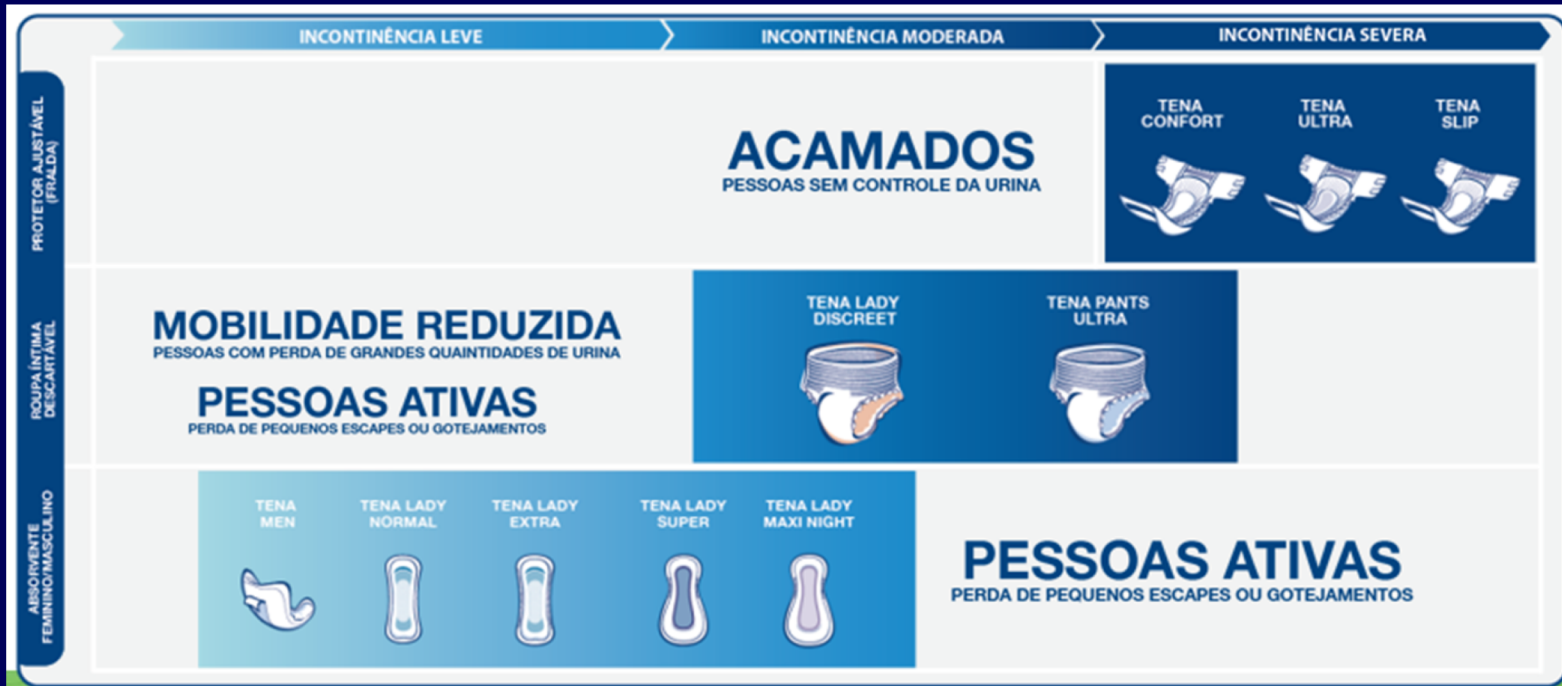 INCONTINÊNCIA LEVE
INCONTINÊNCIA MODERADA
INCONTINÊNCIA SEVERA
PROTETOR AJUSTÁVEL
(FRALDA)
ACAMADOS
PESSOAS SEM CONTROLE DA URINA
TENA
CONFORT
TENA
ULTRA
TENA
SLIP
ROUPA ÍNTIMA
DESCARTÁVEL
MOBILIDADE REDUZIDA
PESSOAS COM PERDA DE GRANDES QUAINTIDADES DE URINA
PESSOAS ATIVAS
PERDA DE PEQUENOS ESCAPES OU GOTEJAMENTOS
TENA LADY
DISCREET
TENA PANTS
ULTRA
ABSORVENTE
FEMININO/MASCULINO
TENA
MEN
TENA LADY
NORMAL
TENA LADY
EXTRA
TENA LADY
SUPER
TENA LADY
MAXI NIGHT
PESSOAS ATIVAS
PERDA DE PEQUENOS ESCAPES OU GOTEJAMENTOS